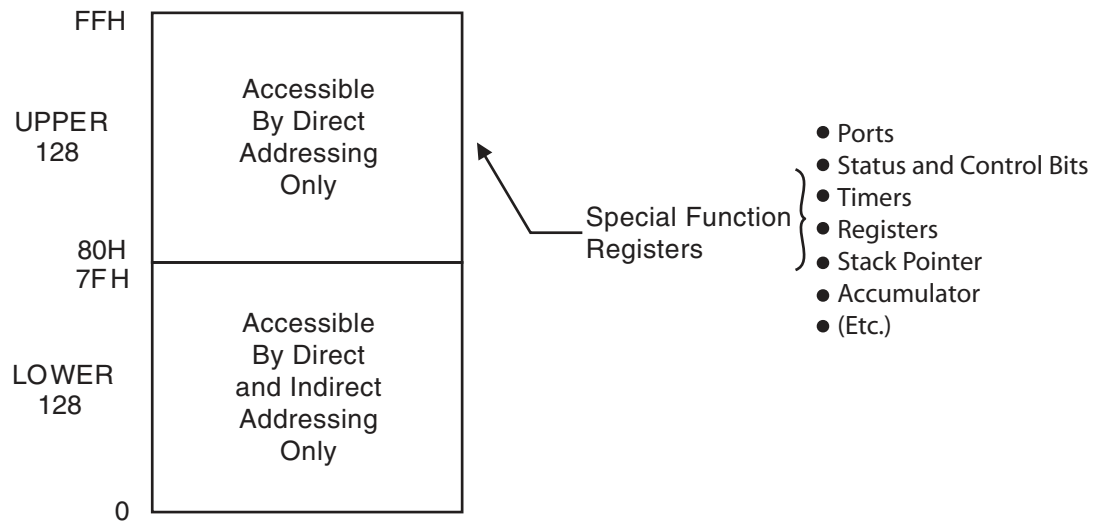 FFH
UPPER
128
80H
7FH
LOWER
128
0
Accessible
By Direct
Addressing
Only
Accessible
By Direct
and Indirect
Addressing
Only
Special Function
Registers
● Ports
● Status and Control Bits
● Timers
● Registers
● Stack Pointer
● Accumulator
● (Etc.)